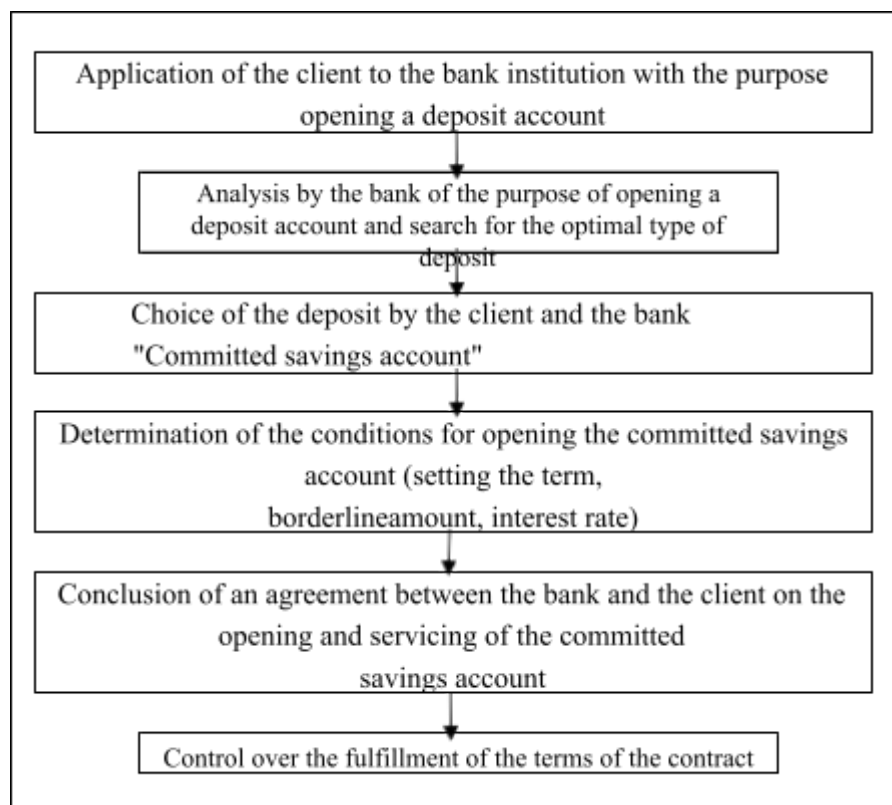 Application of the client to the bank institution with the purpose
opening a deposit account
Analysis by the bank of the purpose of opening a
deposit account and search for the optimal type of
deposit
Choice of the deposit by the client and the bank
"Committed savings account"
Determination of the conditions for opening the committed savings
account (setting the term,
borderlineamount, interest rate)
Conclusion of an agreement between the bank and the client on the
opening and servicing of the committed
savings account
Control over the fulfillment of the terms of the contract